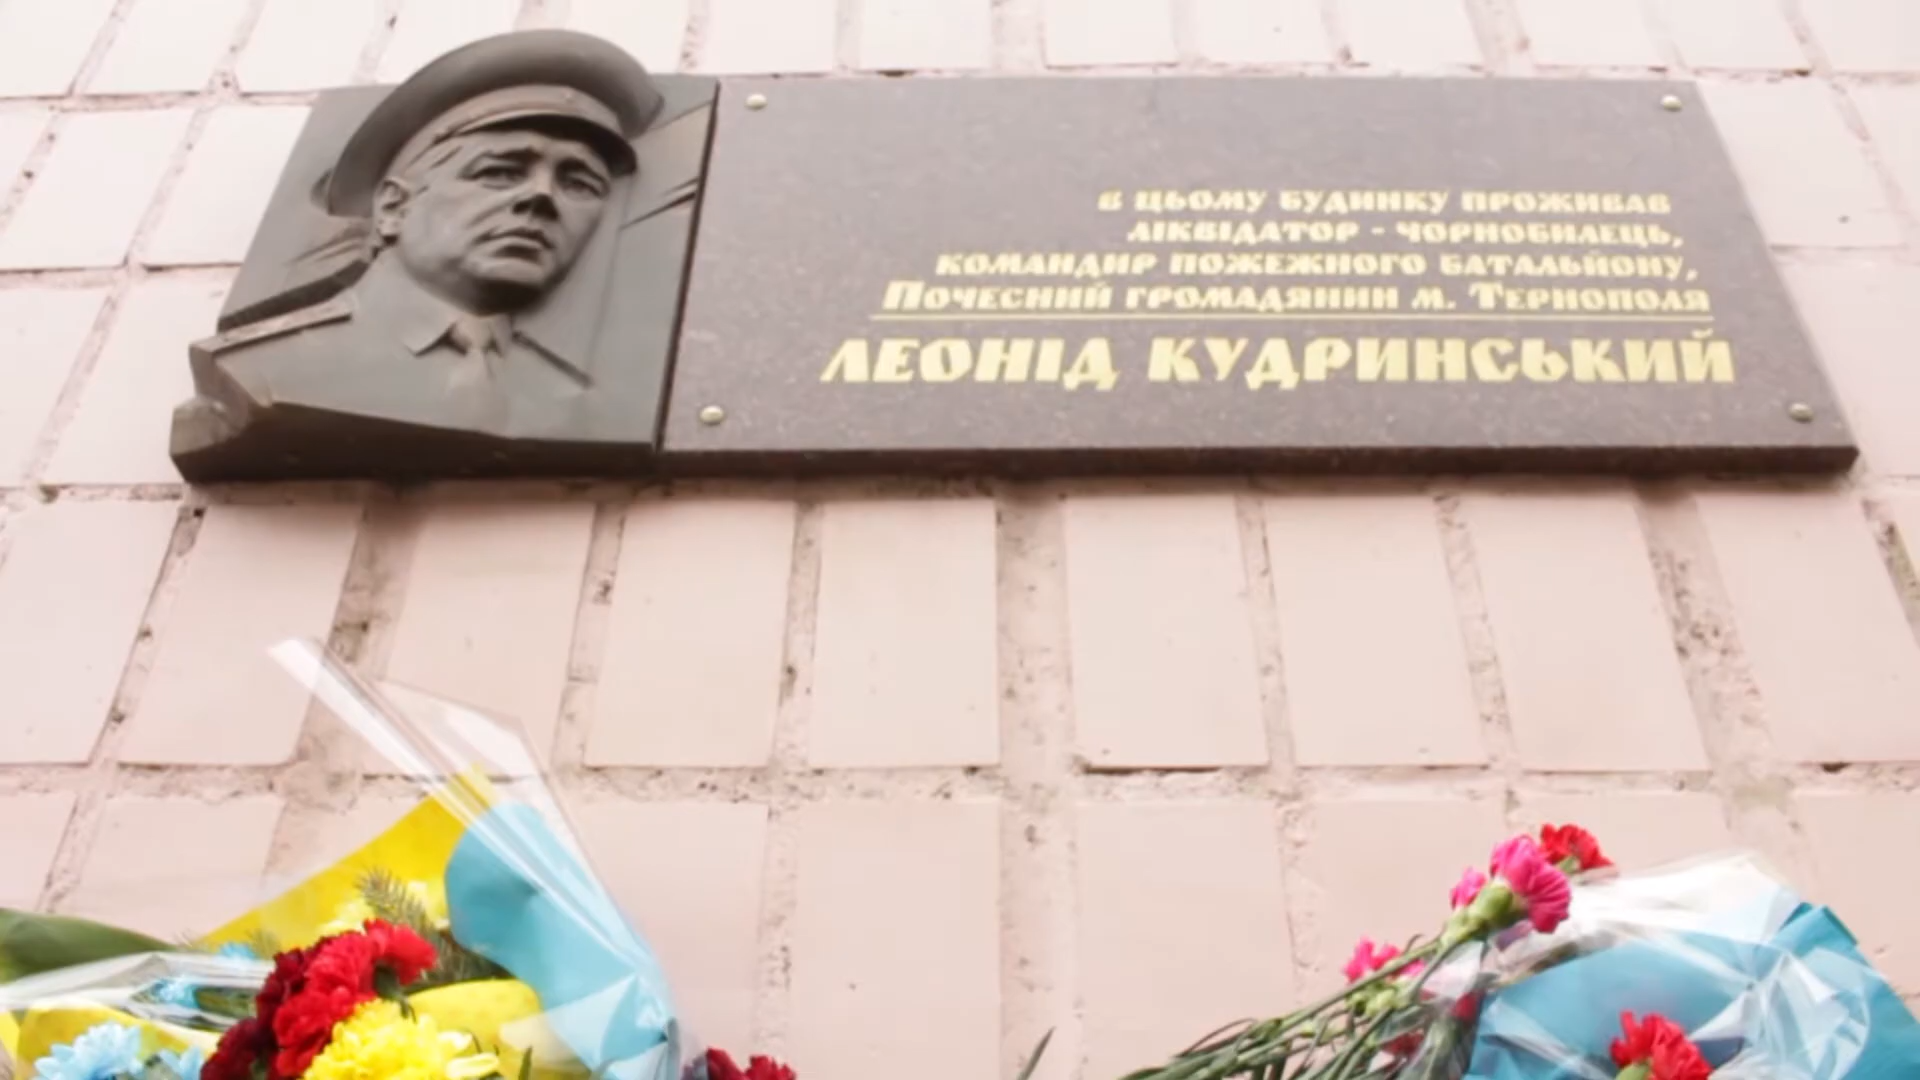 В ЦЬОМУ БУДИНКУ ПРОЖИВАВ
ЛІКВІДАТОР - ЧОРНОБИЛЕЦЬ,
КОМАНДИР ПОЖЕЖНОГО БАТАЛЬЙОНУ,
ПОЧЕСНИЙ ГРОМАДЯНИН М. ТЕРНОПОЛЯ
ЛЕОНІД КУДРИНСЬКИЙ